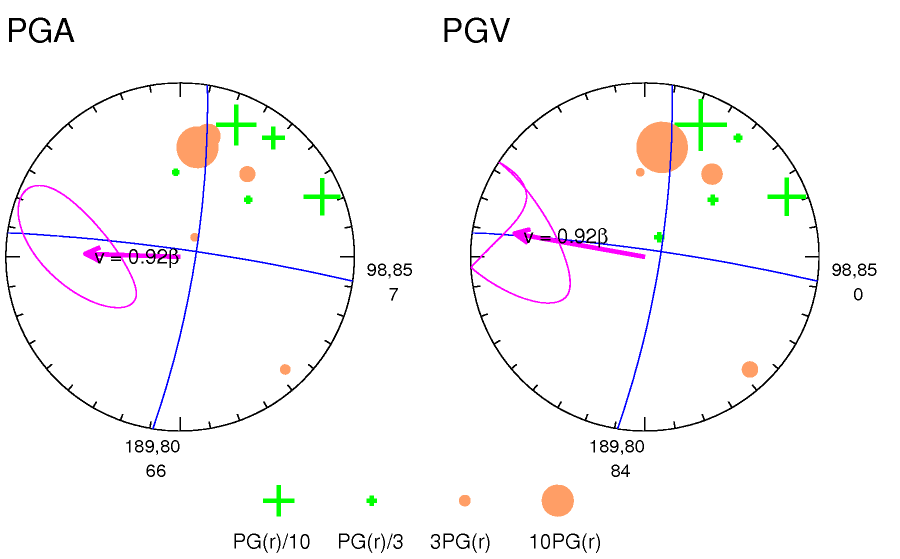 PGA
PGV
v = 0.92β
v = 0.92β
98,85
7
98,85
0
189,80
66
189,80
84
PG(r)/10 PG(r)/3 3PG(r) 10PG(r)